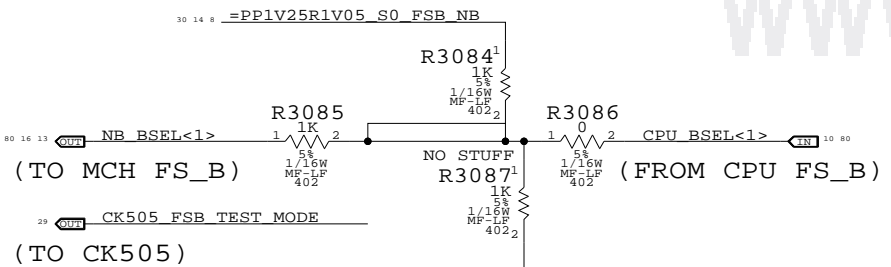 30 14 8 =PP1V25R1V05_S0_FSB_NB
R3084 1
1K
5%
1/16W
MF-LF
402 2
R3085
1K
80 16 13 OUT NB_BSEL<1> 1 2
5%
1/16W
MF-LF
402
(TO MCH FS_B)
R3086
0
1 2 CPU_BSEL<1> IN 10 80
5%
1/16W
MF-LF
402
(FROM CPU FS_B)
NO STUFF
R3087 1
1K
5%
1/16W
MF-LF
402 2
29 OUT CK505_FSB_TEST_MODE
(TO CK505)